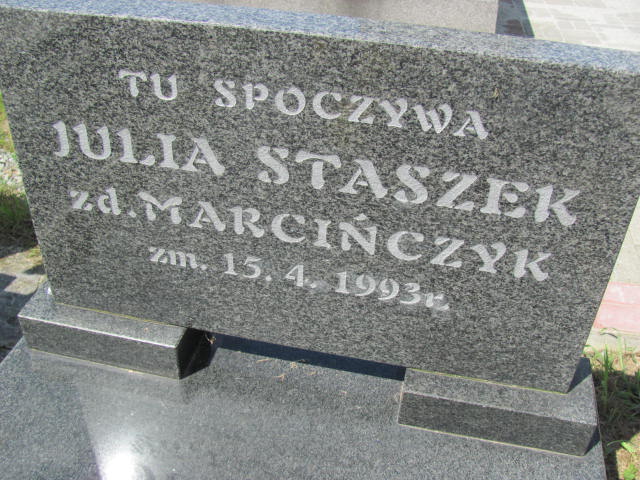 TU SPOCZYWA
JULIA STASZEK
zd. MARCIŃCZYK
zm. 15. 4. 1993r.